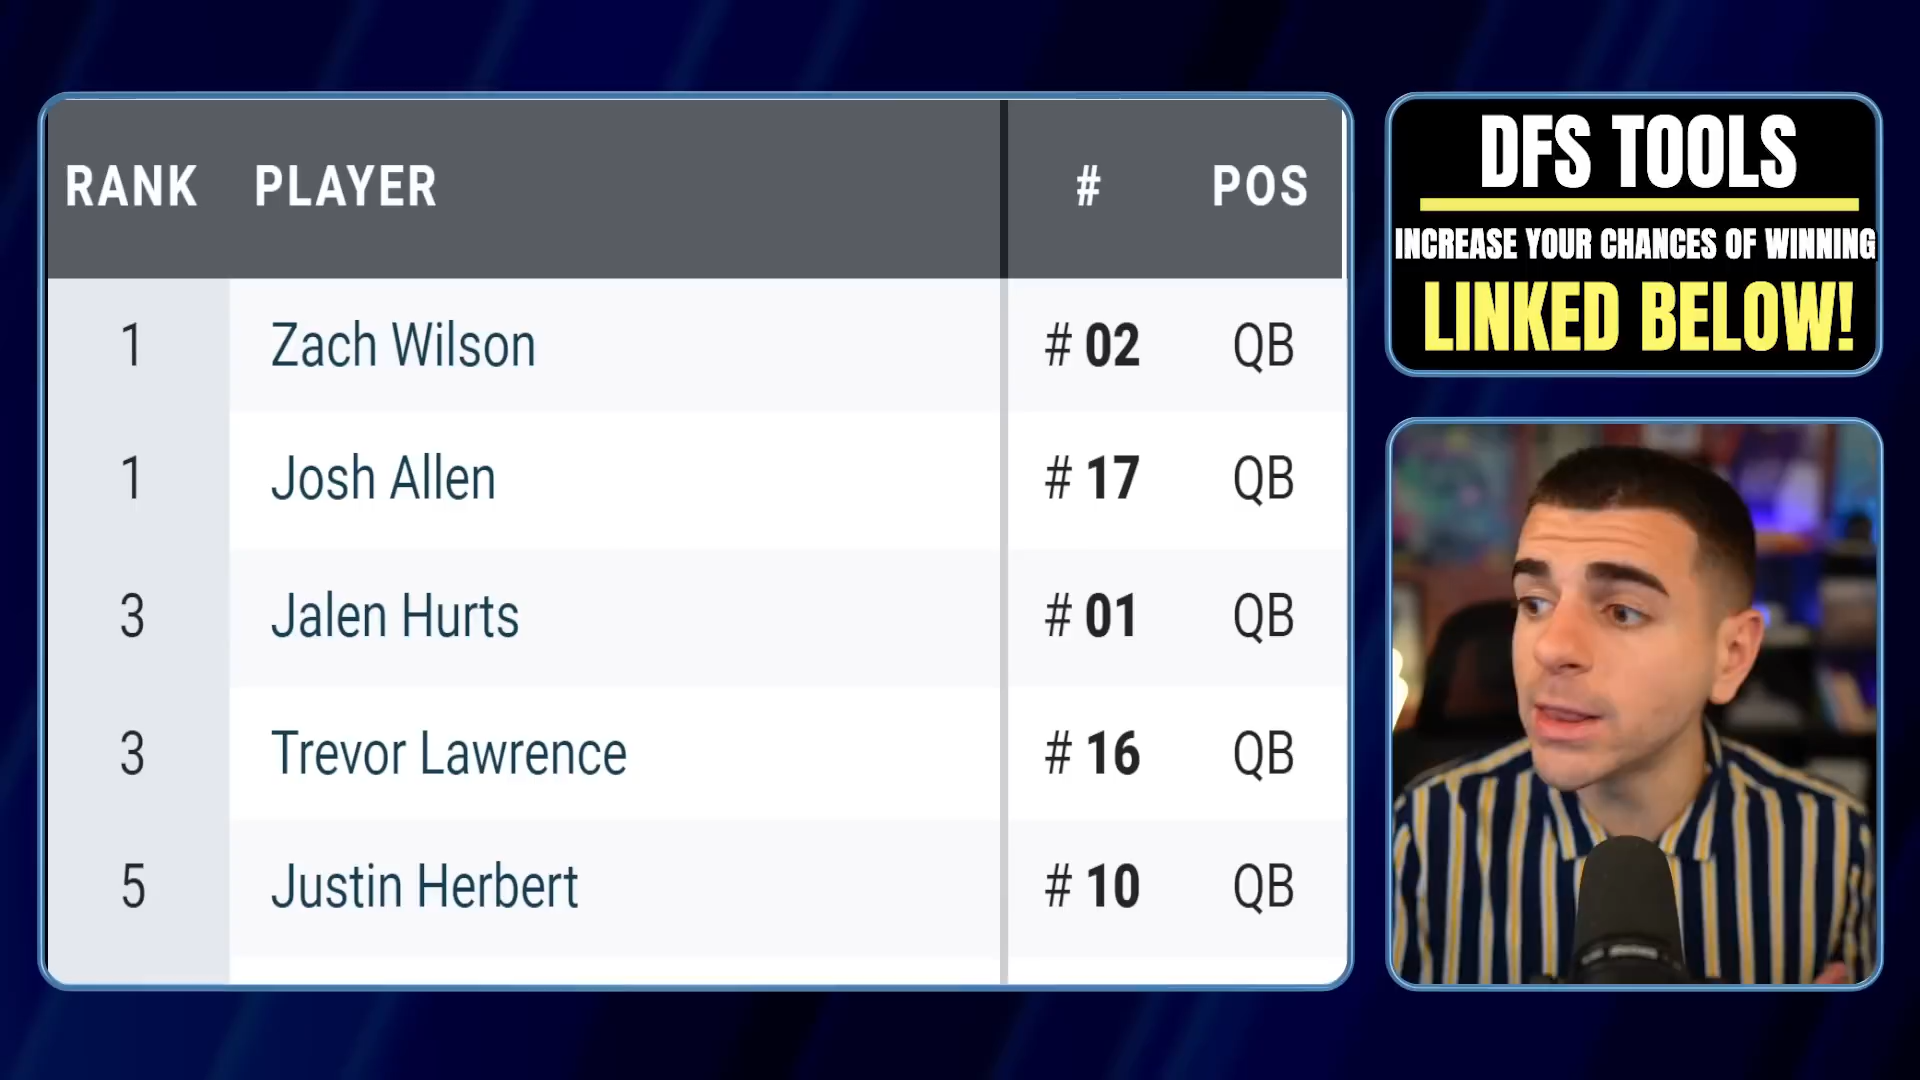 RANK PLAYER # POS
1 Zach Wilson # 02 QB
1 Josh Allen # 17 QB
3 Jalen Hurts # 01 QB
3 Trevor Lawrence # 16 QB
5 Justin Herbert # 10 QB
DFS TOOLS
INCREASE YOUR CHANCES OF WINNING
LINKED BELOW!